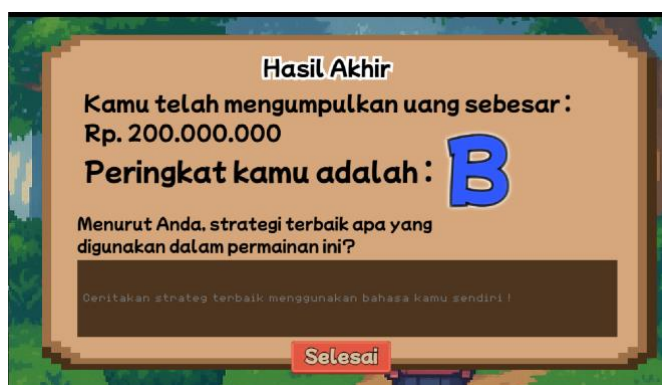 Hasil Akhir
Kamu telah mengumpulkan uang sebesar :
Rp. 200.000.000
Peringkat kamu adalah : B
Menurut Anda, strategi terbaik apa yang
digunakan dalam permainan ini?
Ceritakan strateg terbaik menggunakan bahasa kamu sendiri !
Selesai